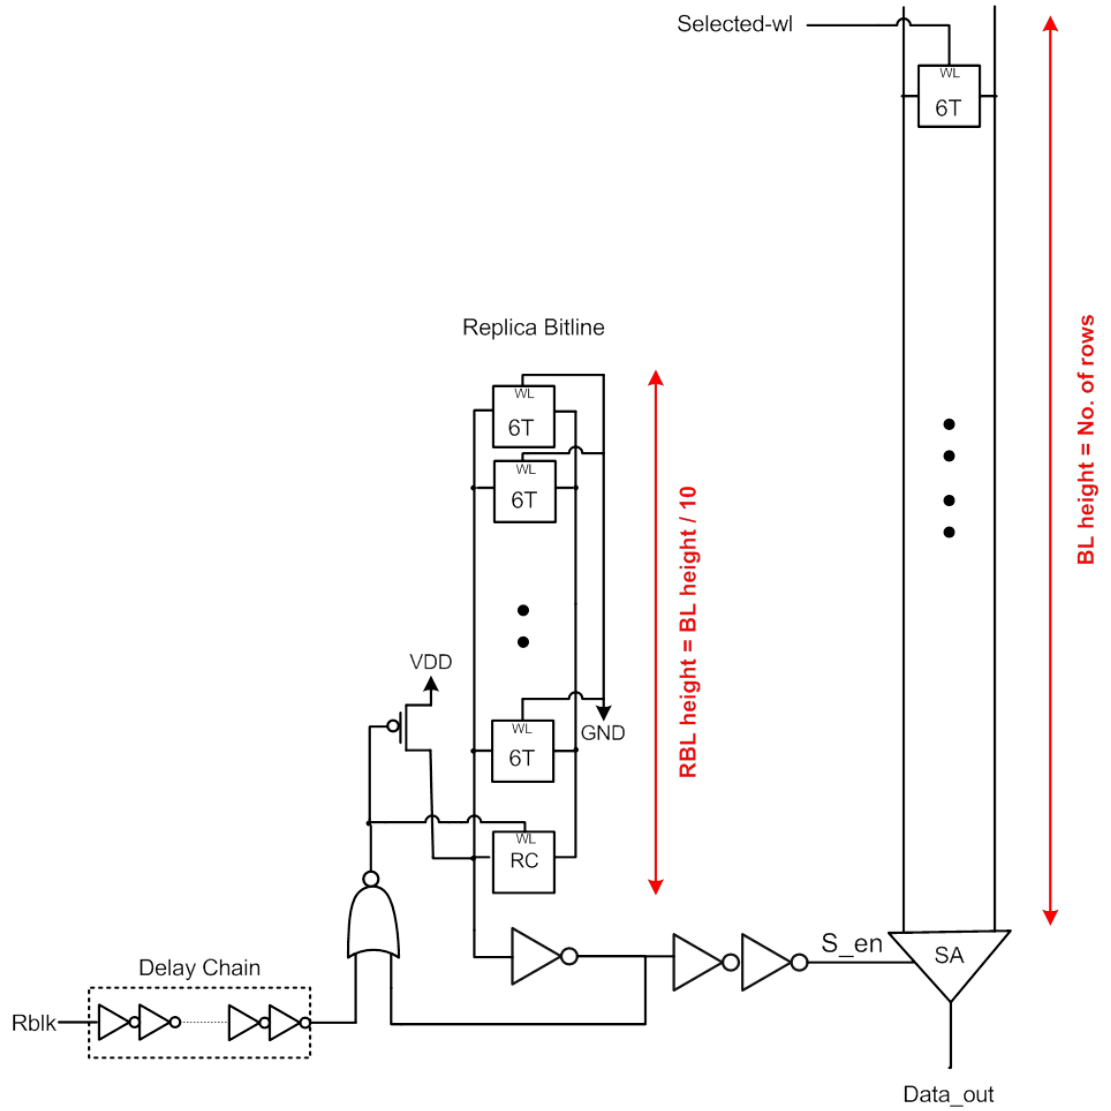 Selected-wl
WL
6T
Replica Bitline
WL
6T
WL
6T
BL height = No. of rows
RBL height = BL height / 10
VDD
WL
6T
GND
WL
RC
S_en
SA
Delay Chain
Rblk
Data_out